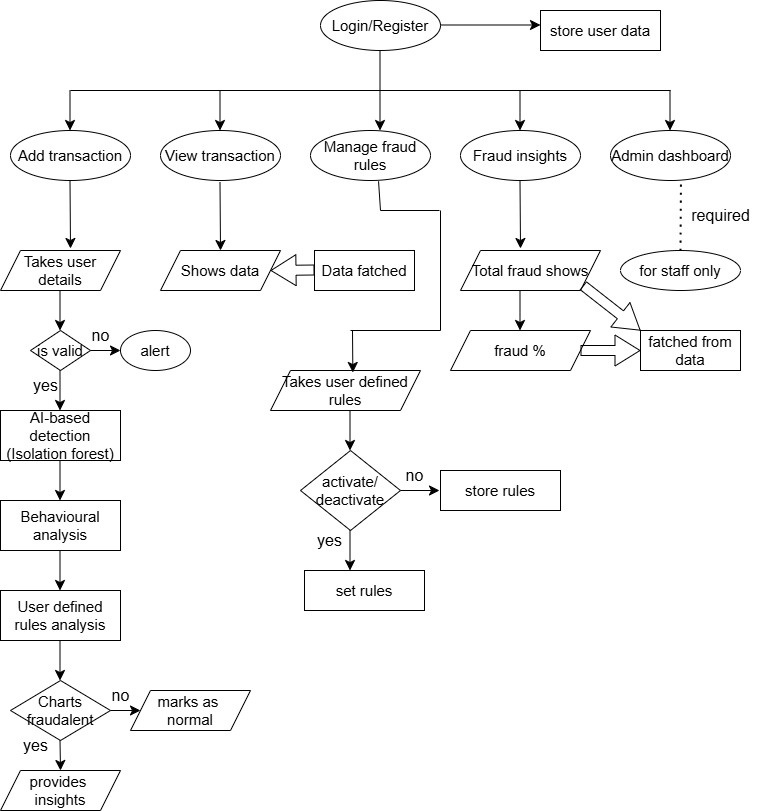 Login/Register
store user data
Add transaction
View transaction
Manage fraud
rules
Fraud insights
Admin dashboard
required
Takes user
details
Shows data
Data fatched
Total fraud shows
for staff only
is valid
no
alert
fraud %
fatched from
data
yes
Takes user defined
rules
AI-based
detection
(Isolation forest)
activate/
deactivate
no
store rules
yes
Behavioural
analysis
set rules
User defined
rules analysis
Charts
fraudalent
no
marks as
normal
yes
provides
insights